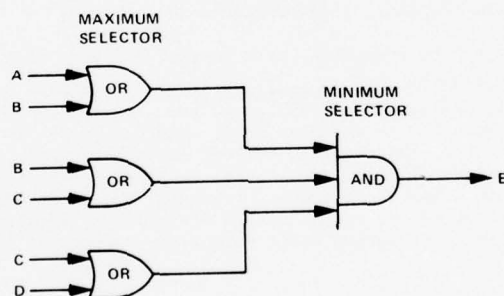 MAXIMUM
SELECTOR
A
OR
B
MINIMUM
SELECTOR
B
OR
C
AND
E
C
OR
D